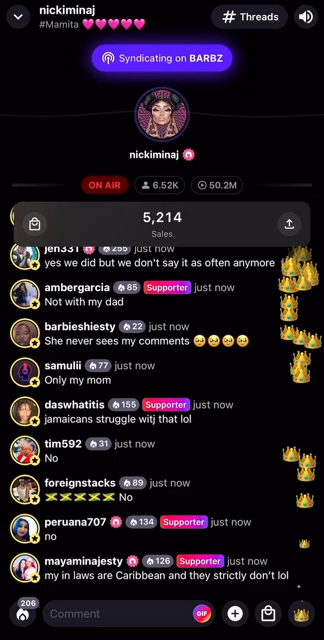 nickiminaj
#Mamita 💗💗💗💗💗
# Threads
Syndicating on BARBZ
nickiminaj
ON AIR 6.52K 50.2M
5,214
Sales
jen331 255 just now
yes we did but we don't say it as often anymore
ambergarcia 85 Supporter just now
Not with my dad
barbieshiesty 22 just now
She never sees my comments 🥹🥹🥹🥹
samulii 77 just now
Only my mom
daswhatitis 155 Supporter just now
jamaicans struggle witj that lol
tim592 31 just now
No
foreignstacks 89 just now
🇯🇲🇯🇲🇯🇲🇯🇲🇯🇲 No
peruana707 134 Supporter just now
no
mayaminajesty 126 Supporter just now
my in laws are Caribbean and they strictly don't lol
206
Comment GIF